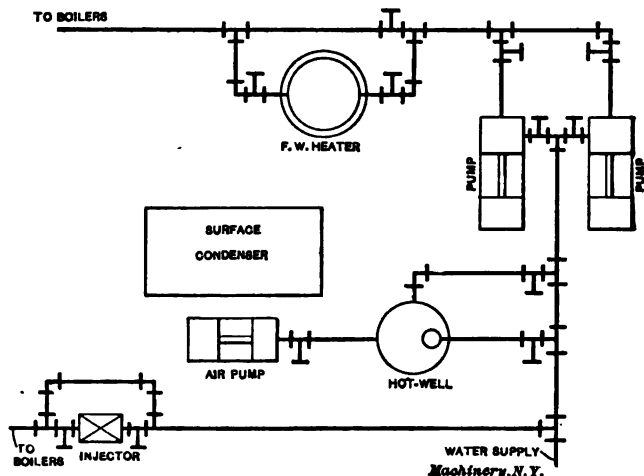 TO BOILERS
F. W. HEATER
PUMP
PUMP
SURFACE
CONDENSER
AIR PUMP
HOT-WELL
TO
BOILERS
INJECTOR
WATER SUPPLY
Machinery, N.Y.